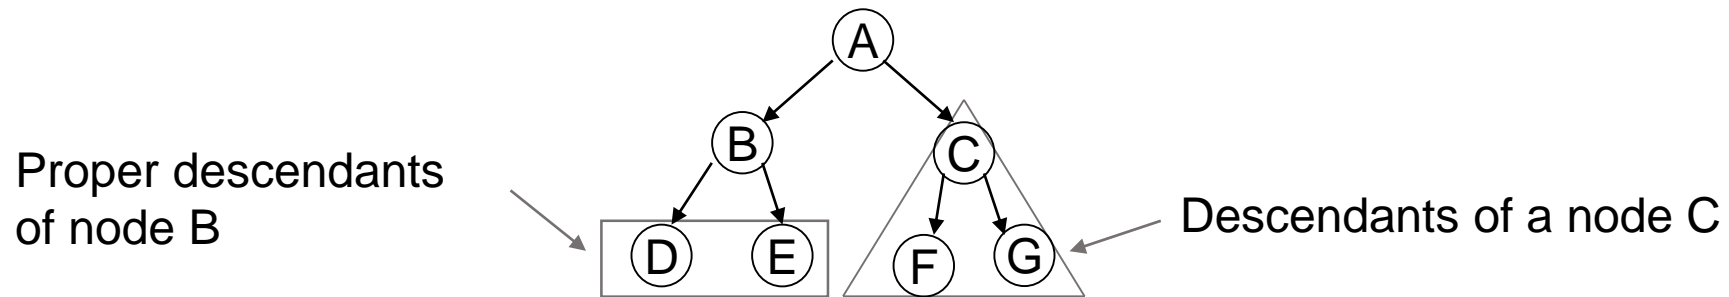 A
B
C
Proper descendants
of node B
Descendants of a node C
D
E
F
G